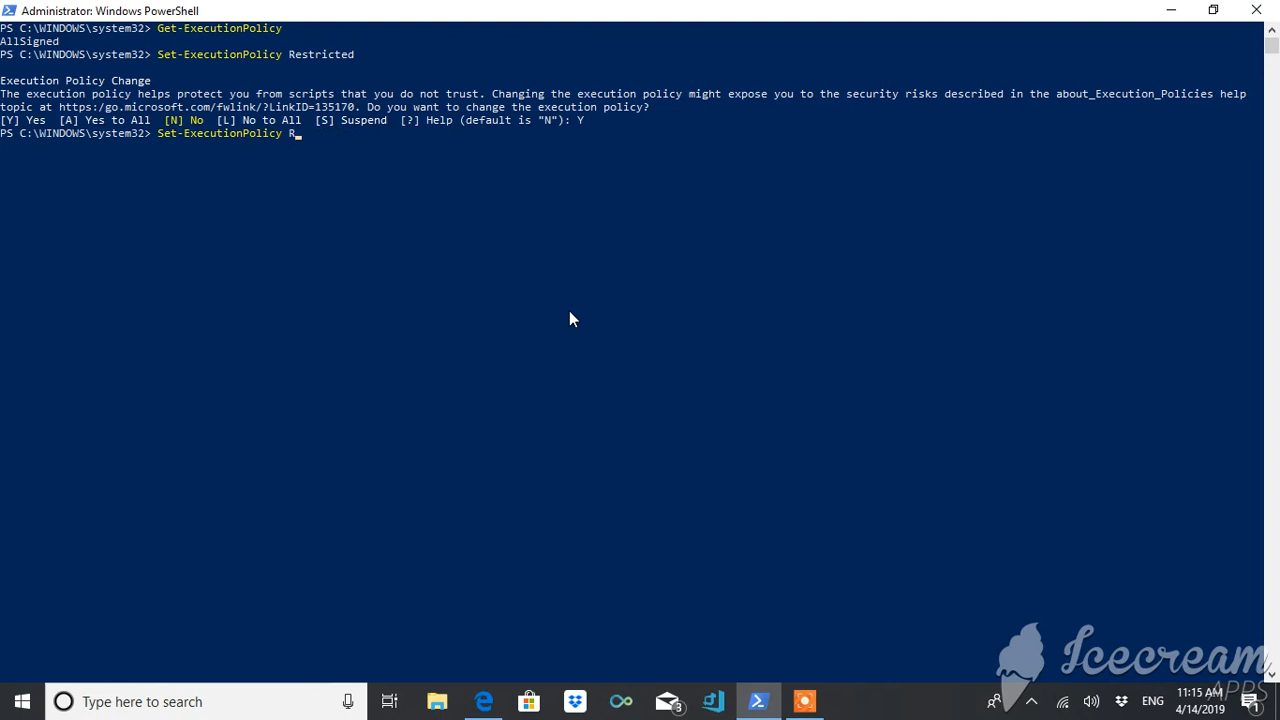 Administrator: Windows PowerShell
PS C:\WINDOWS\system32> Get-ExecutionPolicy
AllSigned
PS C:\WINDOWS\system32> Set-ExecutionPolicy Restricted
Execution Policy Change
The execution policy helps protect you from scripts that you do not trust. Changing the execution policy might expose you to the security risks described in the about_Execution_Policies help
topic at https:/go.microsoft.com/fwlink/?LinkID=135170. Do you want to change the execution policy?
[Y] Yes  [A] Yes to All  [N] No  [L] No to All  [S] Suspend  [?] Help (default is "N"): Y
PS C:\WINDOWS\system32> Set-ExecutionPolicy R_
Icecream
APPS
Type here to search
3
ENG
11:15 AM
4/14/2019
1